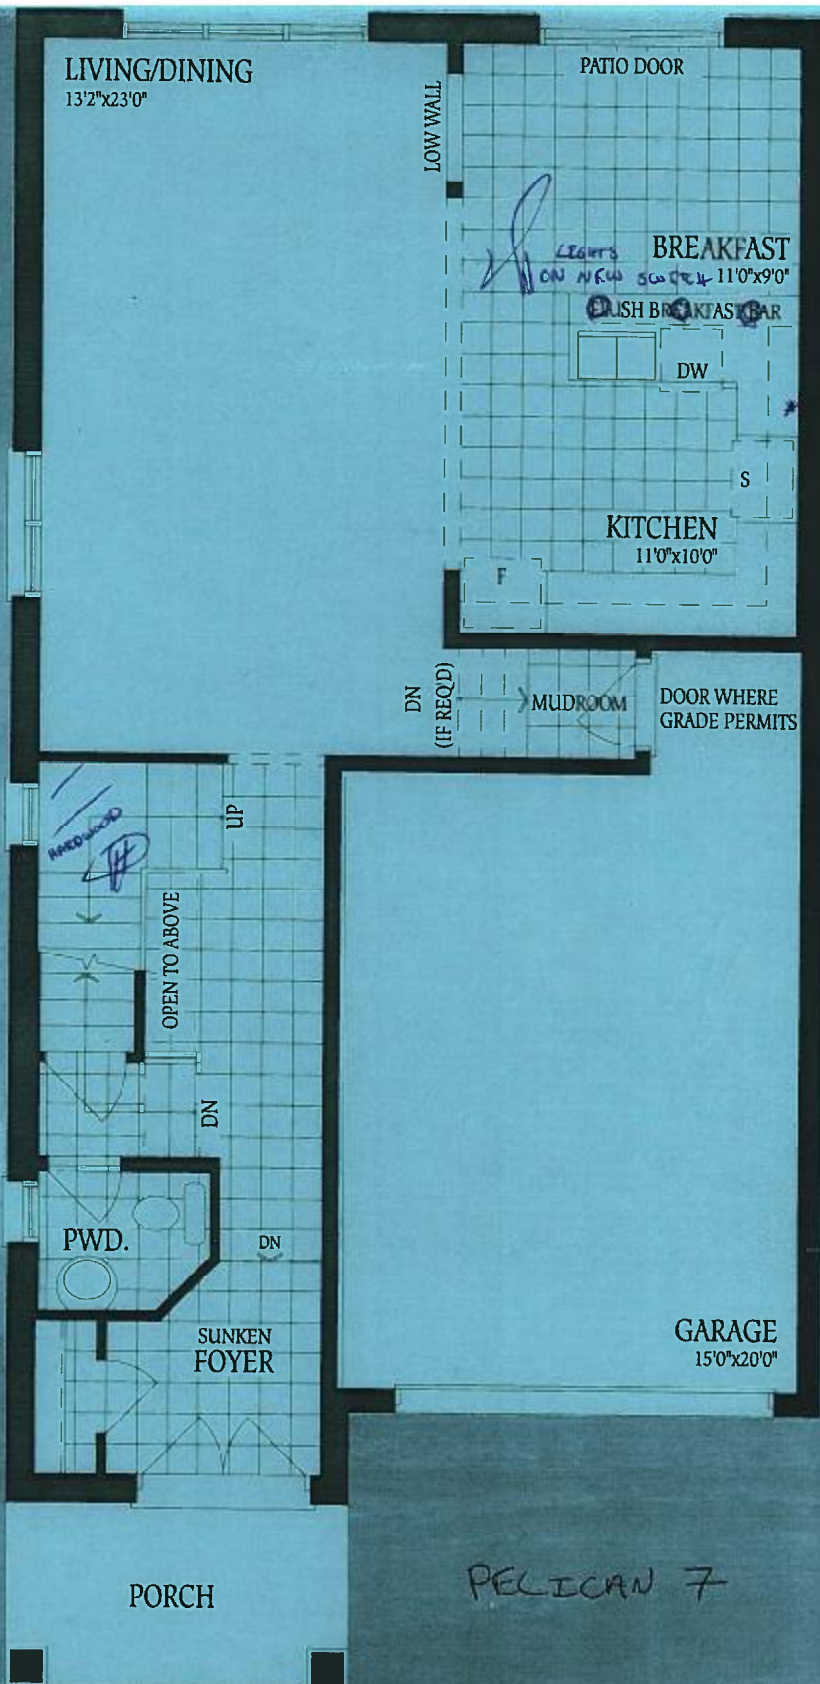 LIVING/DINING
13'2"x23'0"
LOW WALL
PATIO DOOR
LIGHTS
ON NEW SWITCH
BREAKFAST
11'0"x9'0"
FLUSH BREAKFAST BAR
DW
S
KITCHEN
11'0"x10'0"
F
DN
(IF REQ'D)
MUDROOM
DOOR WHERE
GRADE PERMITS
HARDWOOD
UP
OPEN TO ABOVE
DN
PWD.
DN
SUNKEN
FOYER
GARAGE
15'0"x20'0"
PORCH
PELICAN 7